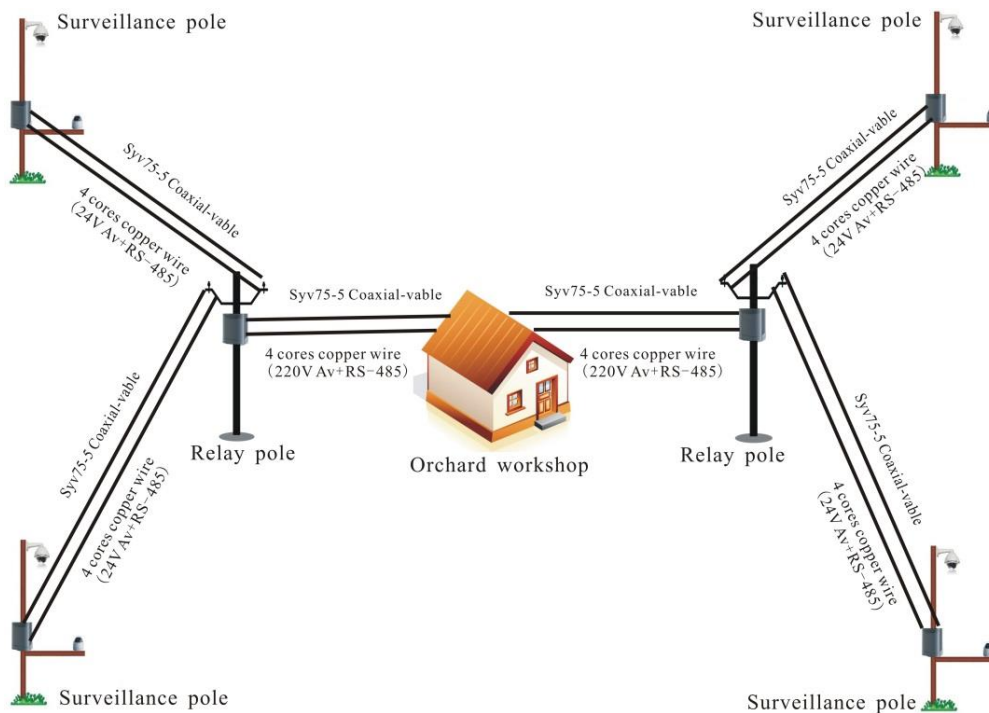 Surveillance pole
Surveillance pole
Syv75-5 Coaxial-vable
4 cores copper wire
(24V Av+RS-485)
Syv75-5 Coaxial-vable
4 cores copper wire
(24V Av+RS-485)
Syv75-5 Coaxial-vable
4 cores copper wire
(220V Av+RS-485)
Syv75-5 Coaxial-vable
4 cores copper wire
(220V Av+RS-485)
Relay pole
Orchard workshop
Relay pole
Syv75-5 Coaxial-vable
4 cores copper wire
(24V Av+RS-485)
Syv75-5 Coaxial-vable
4 cores copper wire
(24V Av+RS-485)
Surveillance pole
Surveillance pole